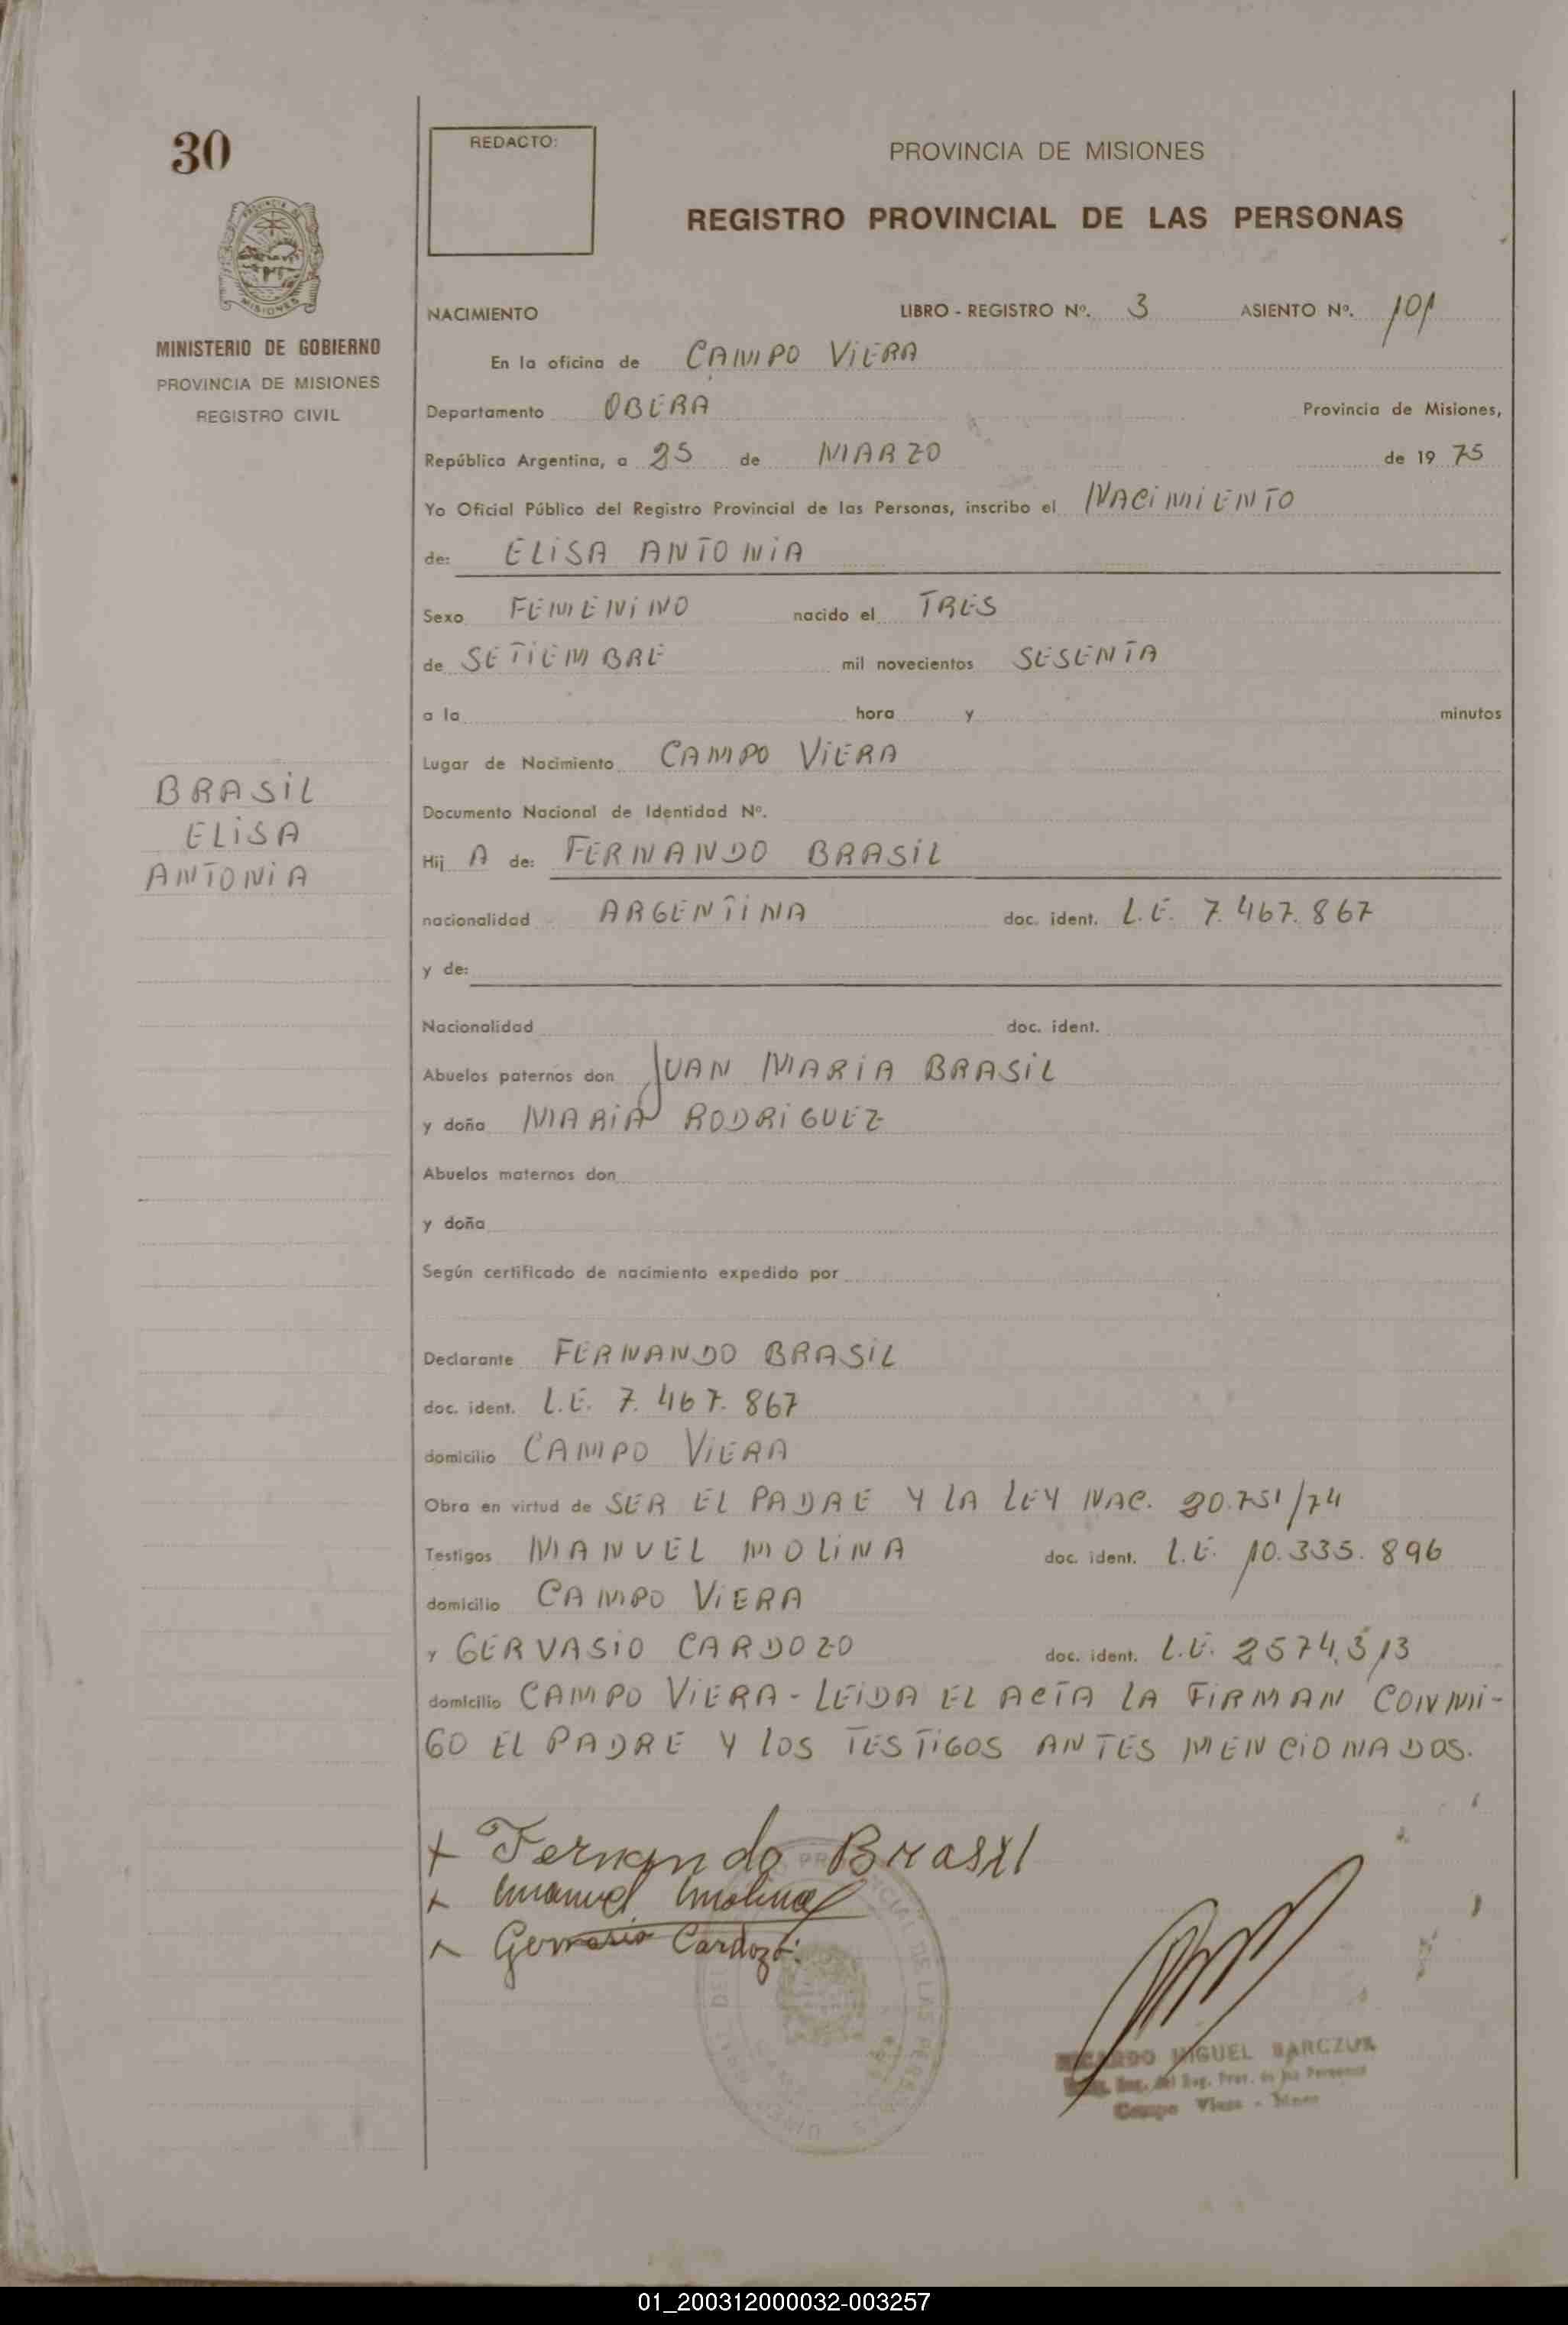 30
REDACTO:
PROVINCIA DE MISIONES
REGISTRO PROVINCIAL DE LAS PERSONAS
MINISTERIO DE GOBIERNO
PROVINCIA DE MISIONES
REGISTRO CIVIL
NACIMIENTO LIBRO - REGISTRO Nº. 3 ASIENTO Nº. 101
En la oficina de CAMPO VIERA
Departamento OBERA Provincia de Misiones,
República Argentina, a 25 de MARZO de 19 75
Yo Oficial Público del Registro Provincial de las Personas, inscribo el NACIMIENTO
de: ELISA ANTONIA
Sexo FEMENINO nacido el TRES
de SETIEMBRE mil novecientos SESENTA
a la hora y minutos
Lugar de Nacimiento CAMPO VIERA
BRASIL
ELISA
ANTONIA
Documento Nacional de Identidad Nº.
Hij A de: FERNANDO BRASIL
nacionalidad ARGENTINA doc. ident. L.E. 7.467.867
y de:
Nacionalidad doc. ident.
Abuelos paternos don JUAN MARIA BRASIL
y doña MARIA RODRIGUEZ
Abuelos maternos don
y doña
Según certificado de nacimiento expedido por
Declarante FERNANDO BRASIL
doc. ident. L.E. 7.467.867
domicilio CAMPO VIERA
Obra en virtud de SER EL PADRE Y LA LEY NAC. 20.751/74
Testigos MANUEL MOLINA doc. ident. L.E. 10.335.896
domicilio CAMPO VIERA
y GERVASIO CARDOZO doc. ident. L.E. 2574.313
domicilio CAMPO VIERA - LEIDA EL ACTA LA FIRMAN CONMI-
GO EL PADRE Y LOS TESTIGOS ANTES MENCIONADOS.
+ Fernando Brasil
Manuel Molina
Gervasio Cardozo
RICARDO MIGUEL BARCZUK
Campo Viera - Mnes
01_200312000032-003257